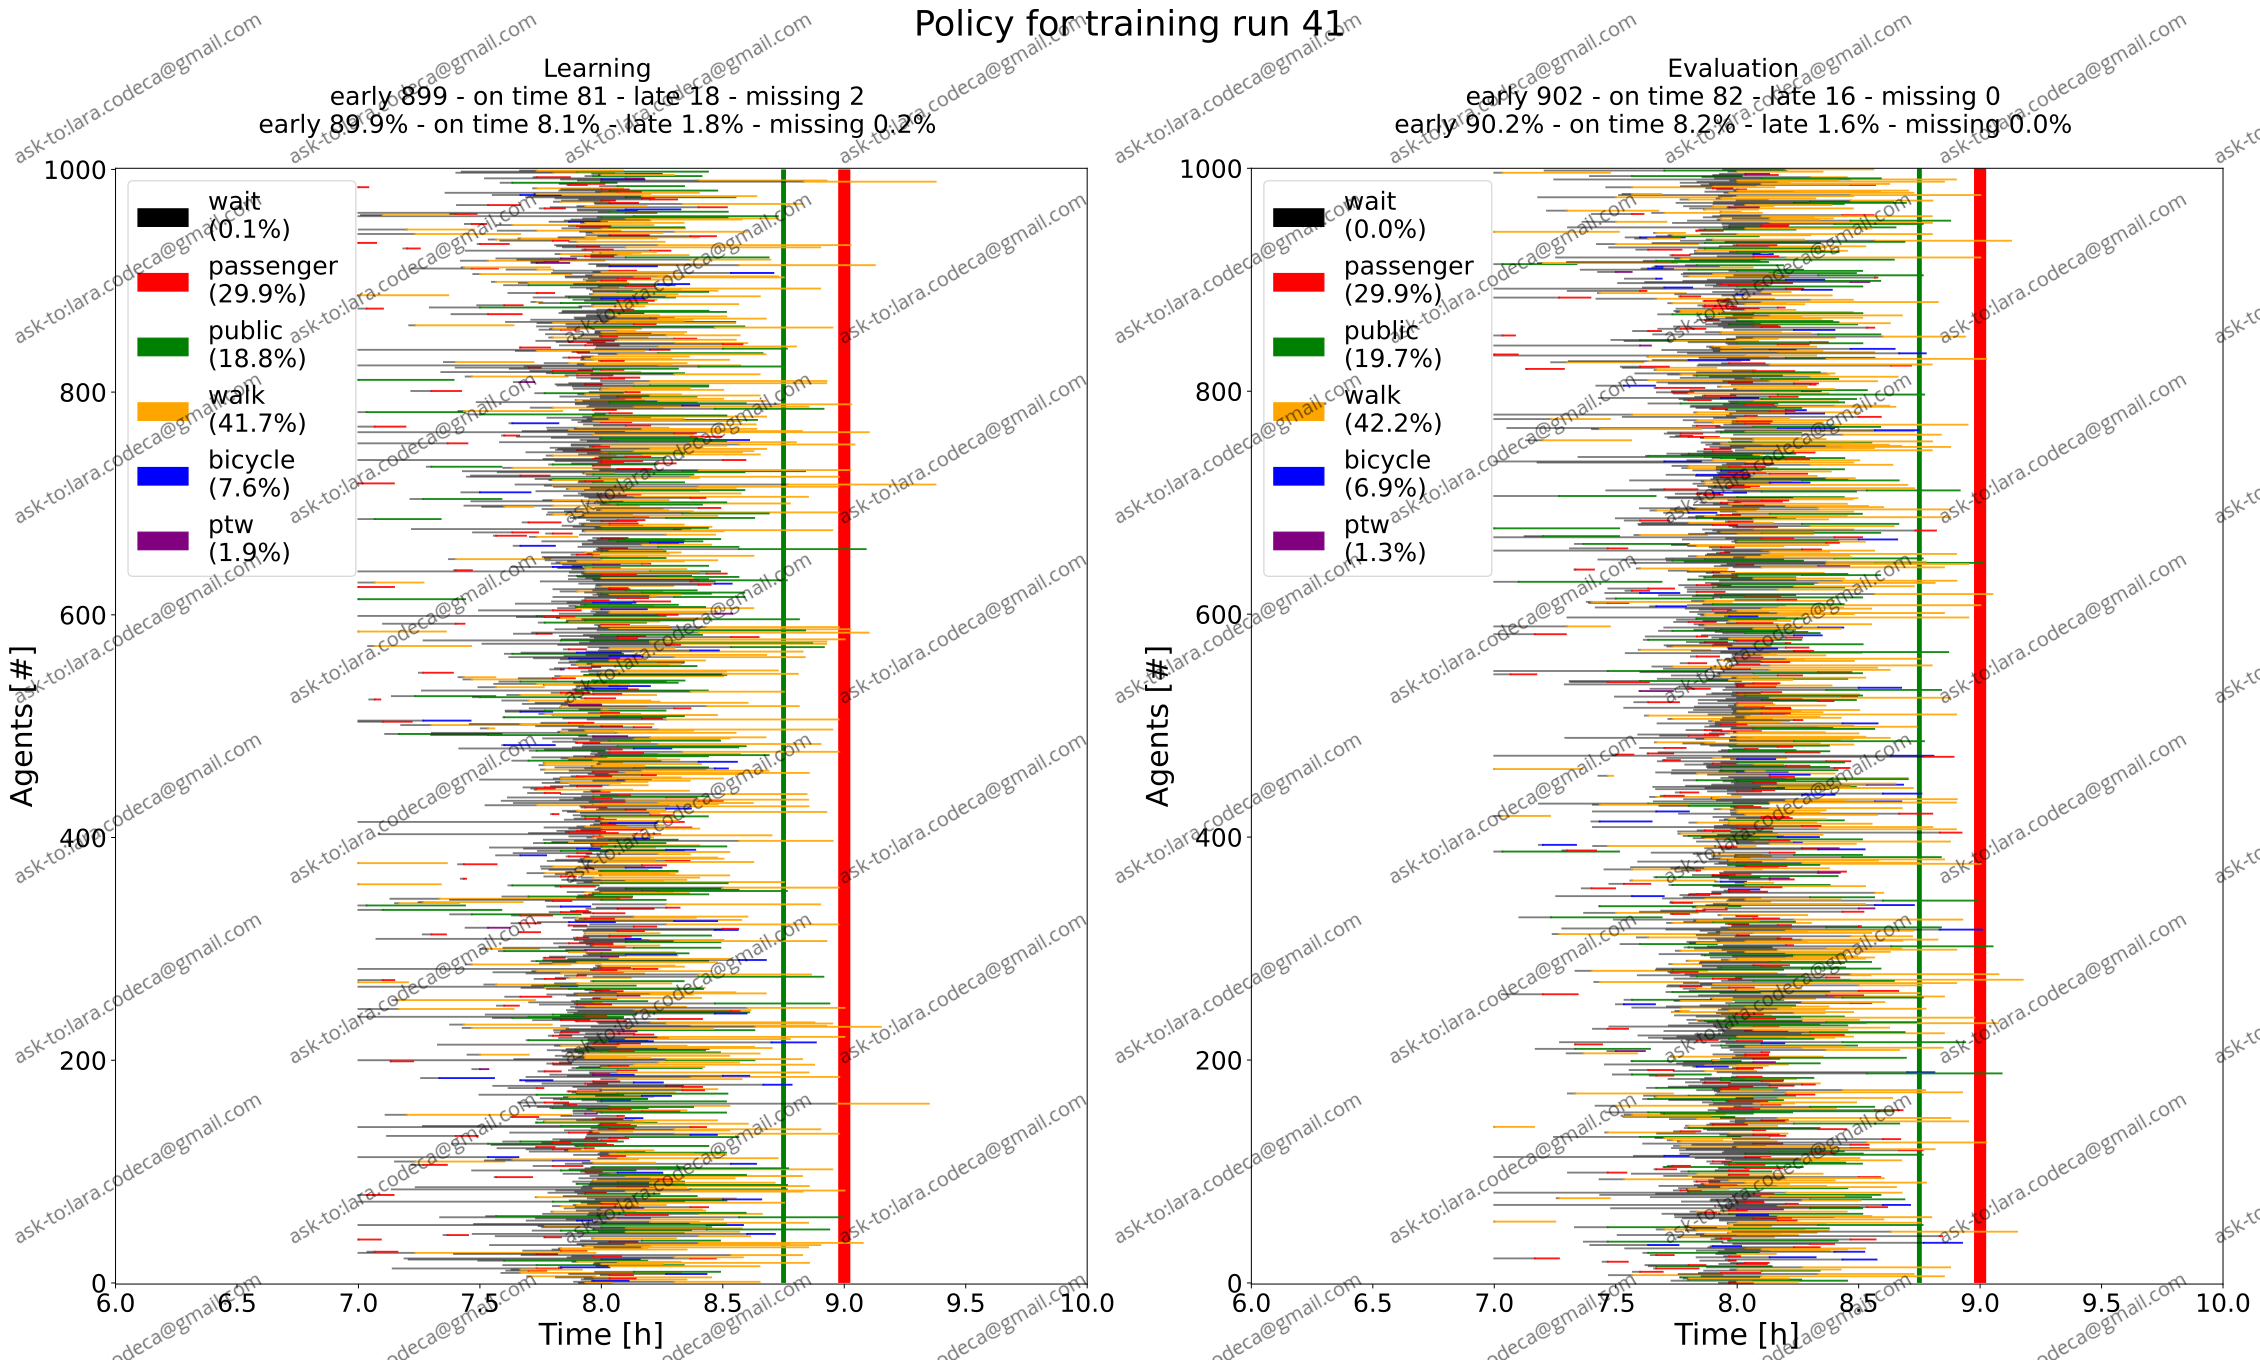 Policy for training run 41
Learning
early 899 - on time 81 - late 18 - missing 2
early 89.9% - on time 8.1% - late 1.8% - missing 0.2%
Agents [#]
1000
800
600
400
200
0
wait
(0.1%)
passenger
(29.9%)
public
(18.8%)
walk
(41.7%)
bicycle
(7.6%)
ptw
(1.9%)
6.0 6.5 7.0 7.5 8.0 8.5 9.0 9.5 10.0
Time [h]
Evaluation
early 902 - on time 82 - late 16 - missing 0
early 90.2% - on time 8.2% - late 1.6% - missing 0.0%
Agents [#]
1000
800
600
400
200
0
wait
(0.0%)
passenger
(29.9%)
public
(19.7%)
walk
(42.2%)
bicycle
(6.9%)
ptw
(1.3%)
6.0 6.5 7.0 7.5 8.0 8.5 9.0 9.5 10.0
Time [h]
ask-to:lara.codeca@gmail.com